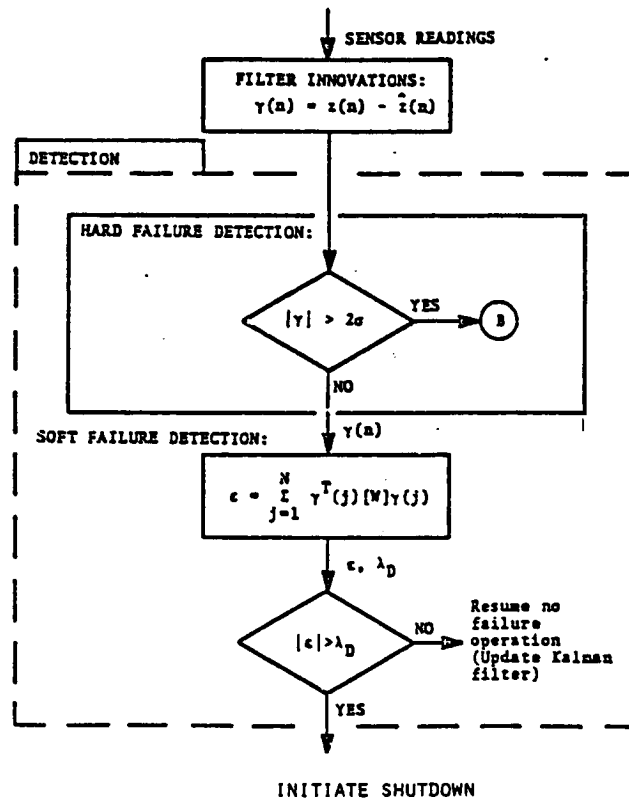 SENSOR READINGS
FILTER INNOVATIONS:
γ(n) = z(n) - ẑ(n)
DETECTION
HARD FAILURE DETECTION:
|γ| > 2σ
YES
B
NO
γ(n)
SOFT FAILURE DETECTION:
N
ε = Σ γᵀ(j)[W]γ(j)
j=1
ε, λ_D
|ε|>λ_D
NO
Resume no
failure
operation
(Update Kalman
filter)
YES
INITIATE SHUTDOWN